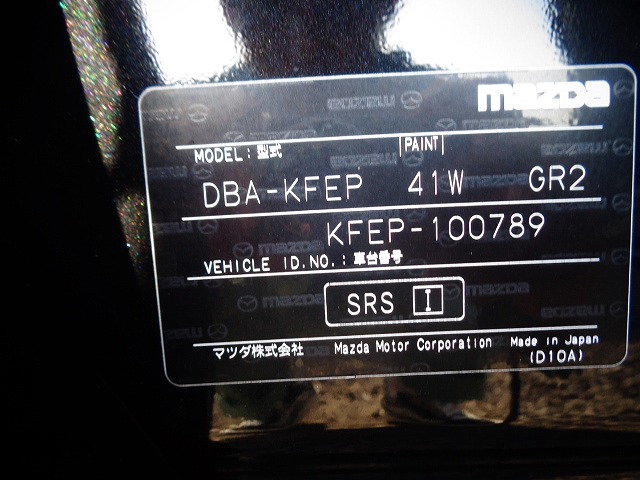 mazda
MODEL : 型式 PAINT
DBA-KFEP 41W GR2
KFEP-100789
VEHICLE ID.NO.: 車台番号
SRS I
マツダ株式会社 Mazda Motor Corporation Made in Japan
(D10A)